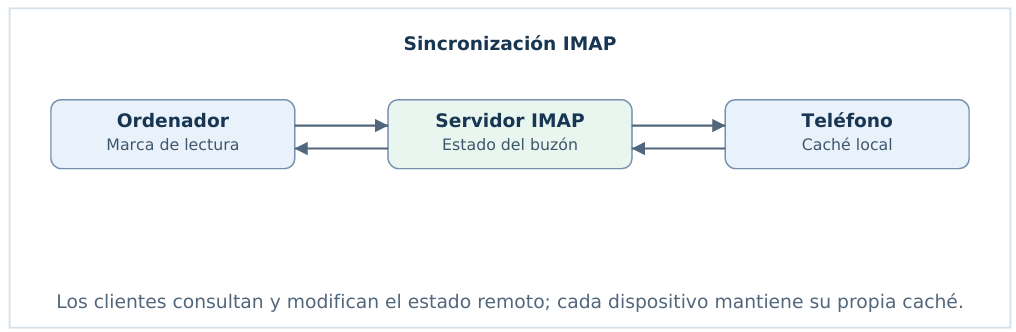 Sincronización IMAP
Ordenador
Marca de lectura
Servidor IMAP
Estado del buzón
Teléfono
Caché local
Los clientes consultan y modifican el estado remoto; cada dispositivo mantiene su propia caché.